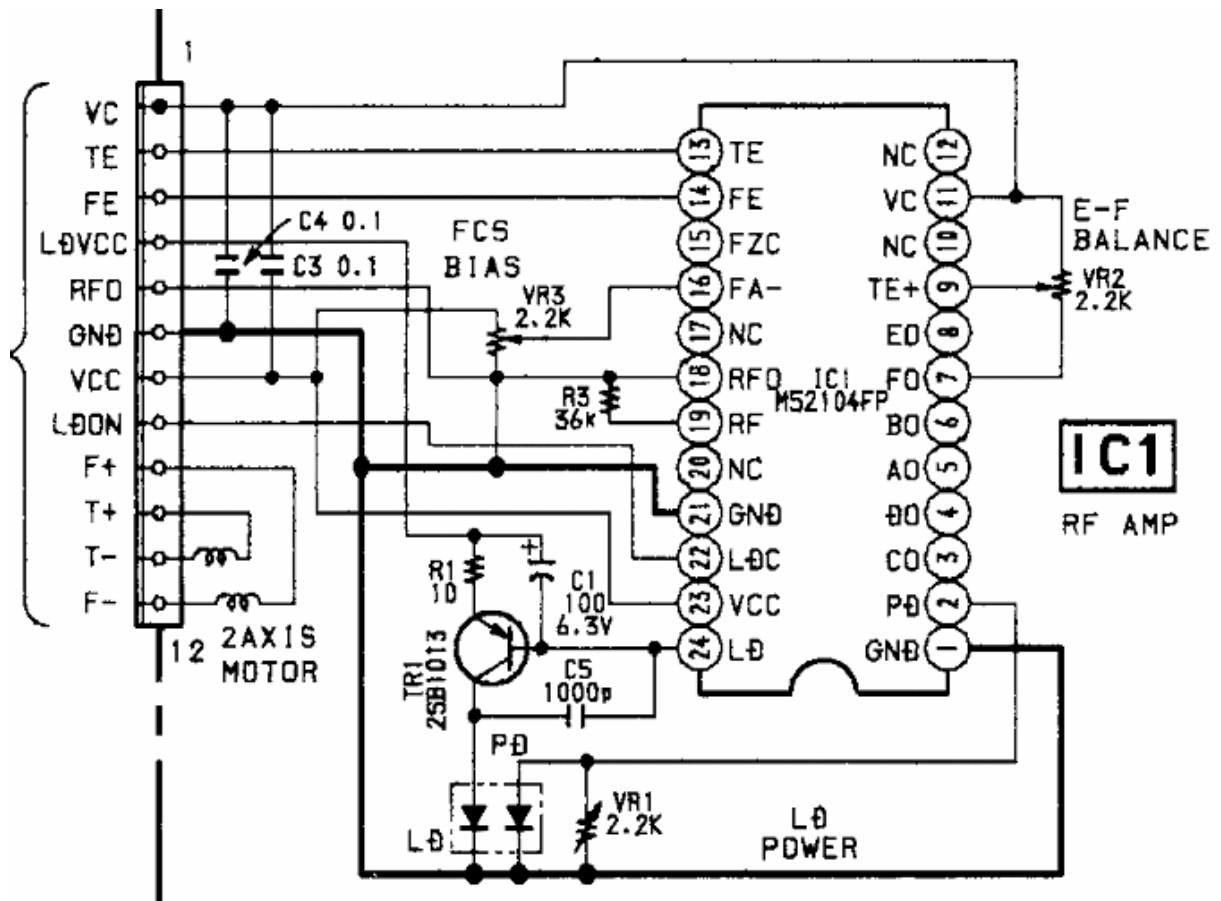 1
VC
TE
FE
LDVCC
RFO
GND
VCC
LDON
F+
T+
T-
F-
12
2AXIS
MOTOR
C4 0.1
C3 0.1
FCS
BIAS
VR3
2.2K
R3
36k
R1
10
+
C1
100
6.3V
TR1
2SB1013
C5
1000p
PD
LD
VR1
2.2K
LD
POWER
13 TE
14 FE
15 FZC
16 FA-
17 NC
18 RFO
19 RF
20 NC
21 GND
22 LDC
23 VCC
24 LD
IC1
M52104FP
NC 12
VC 11
NC 10
TE+ 9
EO 8
FO 7
BO 6
AO 5
DO 4
CO 3
PD 2
GND 1
E-F
BALANCE
VR2
2.2K
IC1
RF AMP